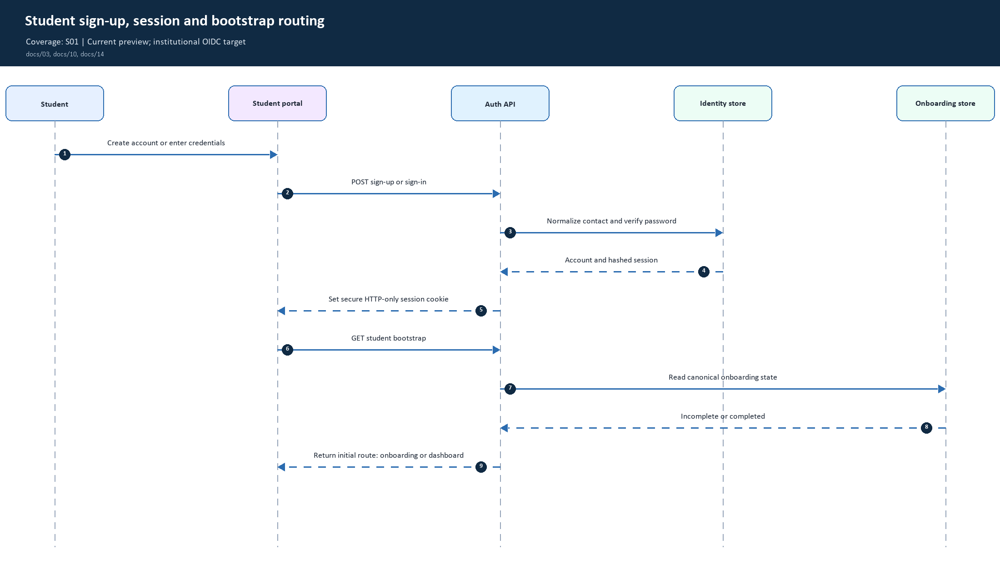 Student sign-up, session and bootstrap routing
Coverage: S01 | Current preview; institutional OIDC target
docs/03, docs/10, docs/14
Student
Student portal
Auth API
Identity store
Onboarding store
Create account or enter credentials
1
POST sign-up or sign-in
2
Normalize contact and verify password
3
Account and hashed session
4
Set secure HTTP-only session cookie
5
GET student bootstrap
6
Read canonical onboarding state
7
Incomplete or completed
8
Return initial route: onboarding or dashboard
9